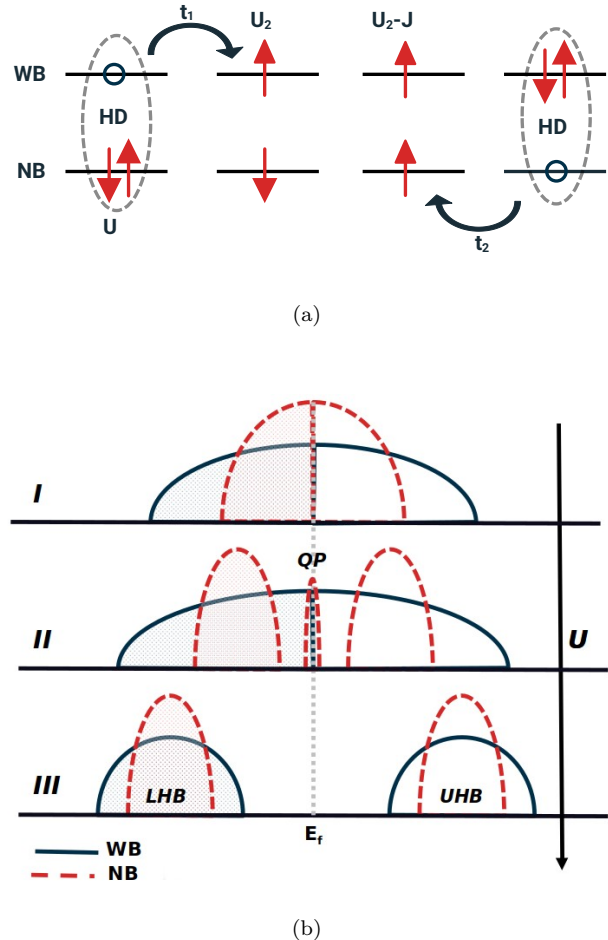 t₁ U₂ U₂-J
WB
HD HD
NB
U t₂
(a)
I
QP
II U
III LHB UHB
E_f
WB
NB
(b)